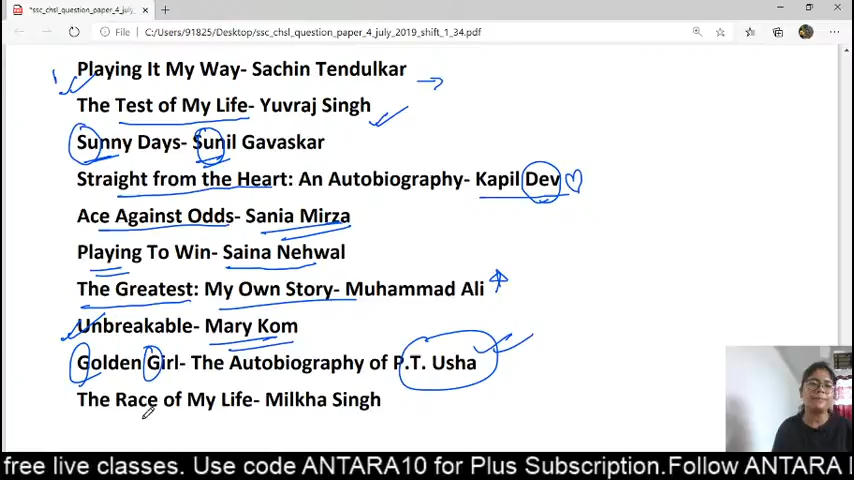 *ssc_chsl_question_paper_4_july
File
C:/Users/91825/Desktop/ssc_chsl_question_paper_4_july_2019_shift_1_34.pdf
Playing It My Way- Sachin Tendulkar
The Test of My Life- Yuvraj Singh
Sunny Days- Sunil Gavaskar
Straight from the Heart: An Autobiography- Kapil Dev
Ace Against Odds- Sania Mirza
Playing To Win- Saina Nehwal
The Greatest: My Own Story- Muhammad Ali
Unbreakable- Mary Kom
Golden Girl- The Autobiography of P.T. Usha
The Race of My Life- Milkha Singh
free live classes. Use code ANTARA10 for Plus Subscription.Follow ANTARA